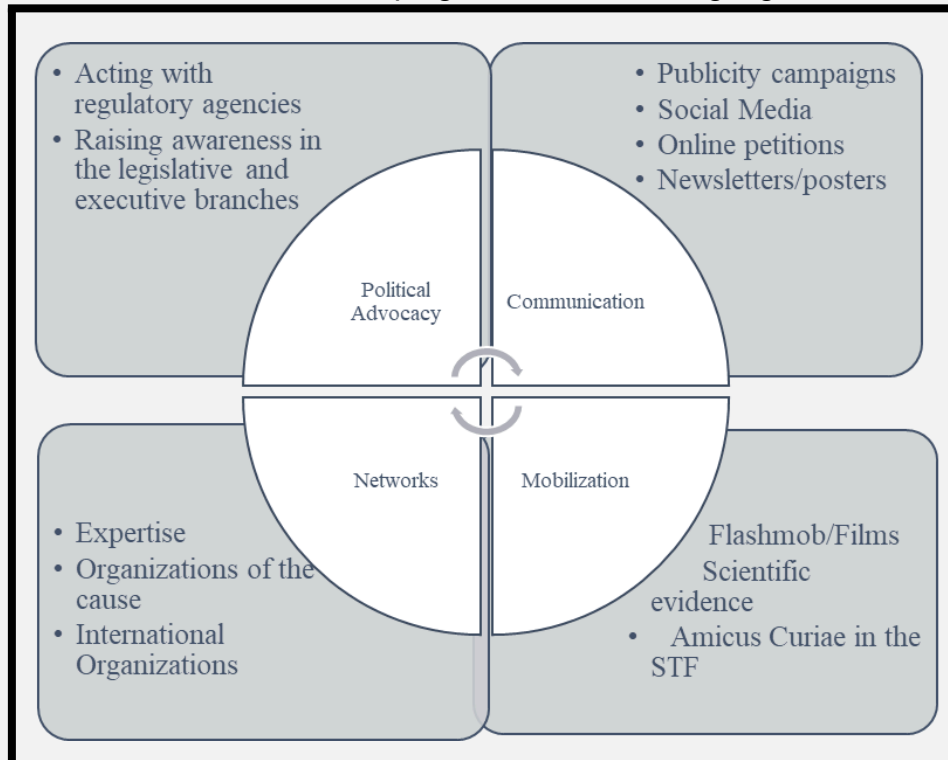 • Acting with
regulatory agencies
• Raising awareness in
the legislative and
executive branches
• Publicity campaigns
• Social Media
• Online petitions
• Newsletters/posters
Political
Advocacy
Communication
Networks
Mobilization
• Expertise
• Organizations of the
cause
• International
Organizations
Flashmob/Films
Scientific
evidence
• Amicus Curiae in the
STF